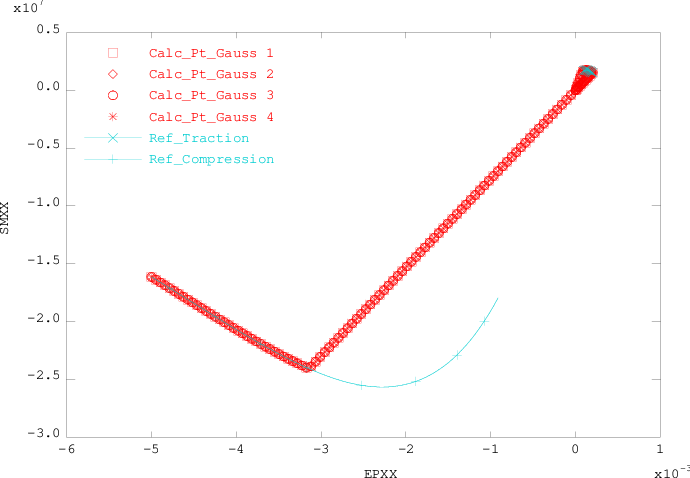 x10⁷
0.5
Calc_Pt_Gauss 1
Calc_Pt_Gauss 2
0.0
Calc_Pt_Gauss 3
Calc_Pt_Gauss 4
Ref_Traction
-0.5
Ref_Compression
-1.0
SMXX
-1.5
-2.0
-2.5
-3.0
-6 -5 -4 -3 -2 -1 0 1
EPXX
x10⁻³